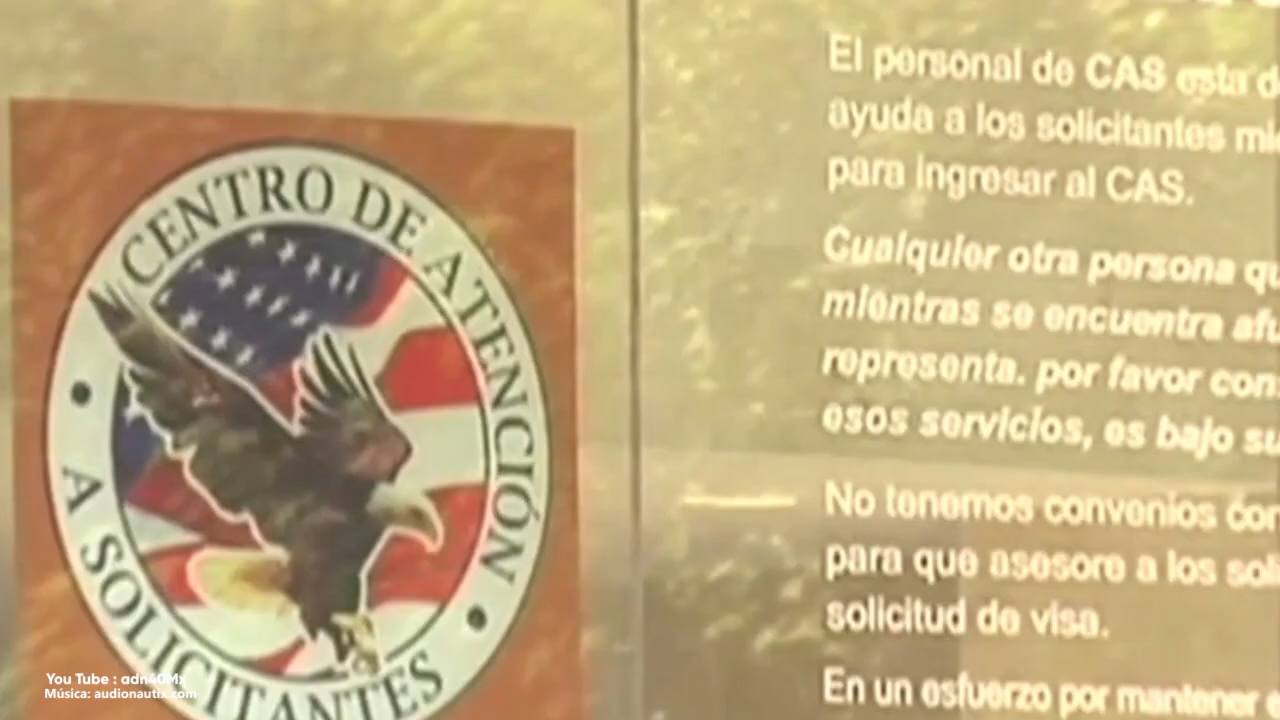 CENTRO DE ATENCIÓN
A SOLICITANTES
El personal de CAS esta
ayuda a los solicitantes
para ingresar al CAS.
Cualquier otra persona
mientras se encuentra
representa. por favor
esos servicios, es bajo
No tenemos convenios
para que asesore a los
solicitud de visa.
En un esfuerzo por mantener
You Tube : adn40Mx
Música: audionautix.com